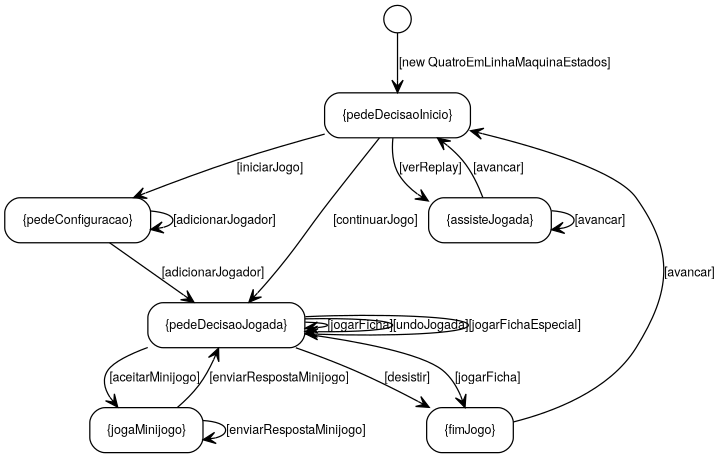 [new QuatroEmLinhaMaquinaEstados]
{pedeDecisaoInicio}
[iniciarJogo]
[verReplay]
[avancar]
[continuarJogo]
{pedeConfiguracao}
[adicionarJogador]
{assisteJogada}
[avancar]
[adicionarJogador]
[avancar]
{pedeDecisaoJogada}
[jogarFicha]
[undoJogada]
[jogarFichaEspecial]
[aceitarMinijogo]
[enviarRespostaMinijogo]
[desistir]
[jogarFicha]
{jogaMinijogo}
[enviarRespostaMinijogo]
{fimJogo}